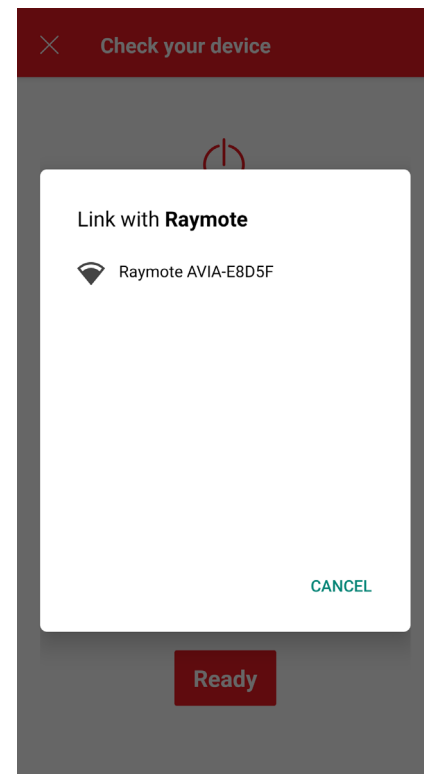 Check your device
Link with Raymote
Raymote AVIA-E8D5F
CANCEL
Ready